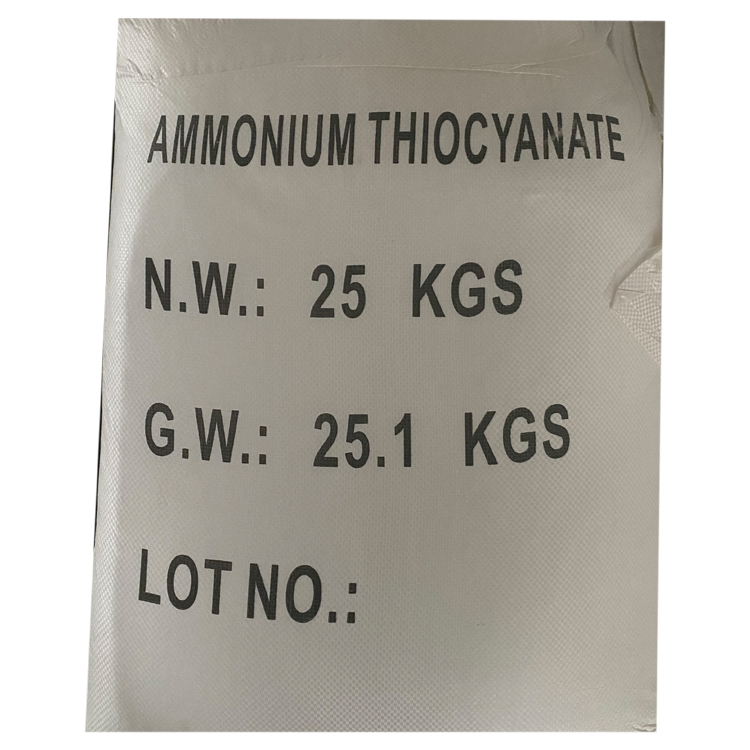 AMMONIUM THIOCYANATE
N.W.: 25 KGS
G.W.: 25.1 KGS
LOT NO.: